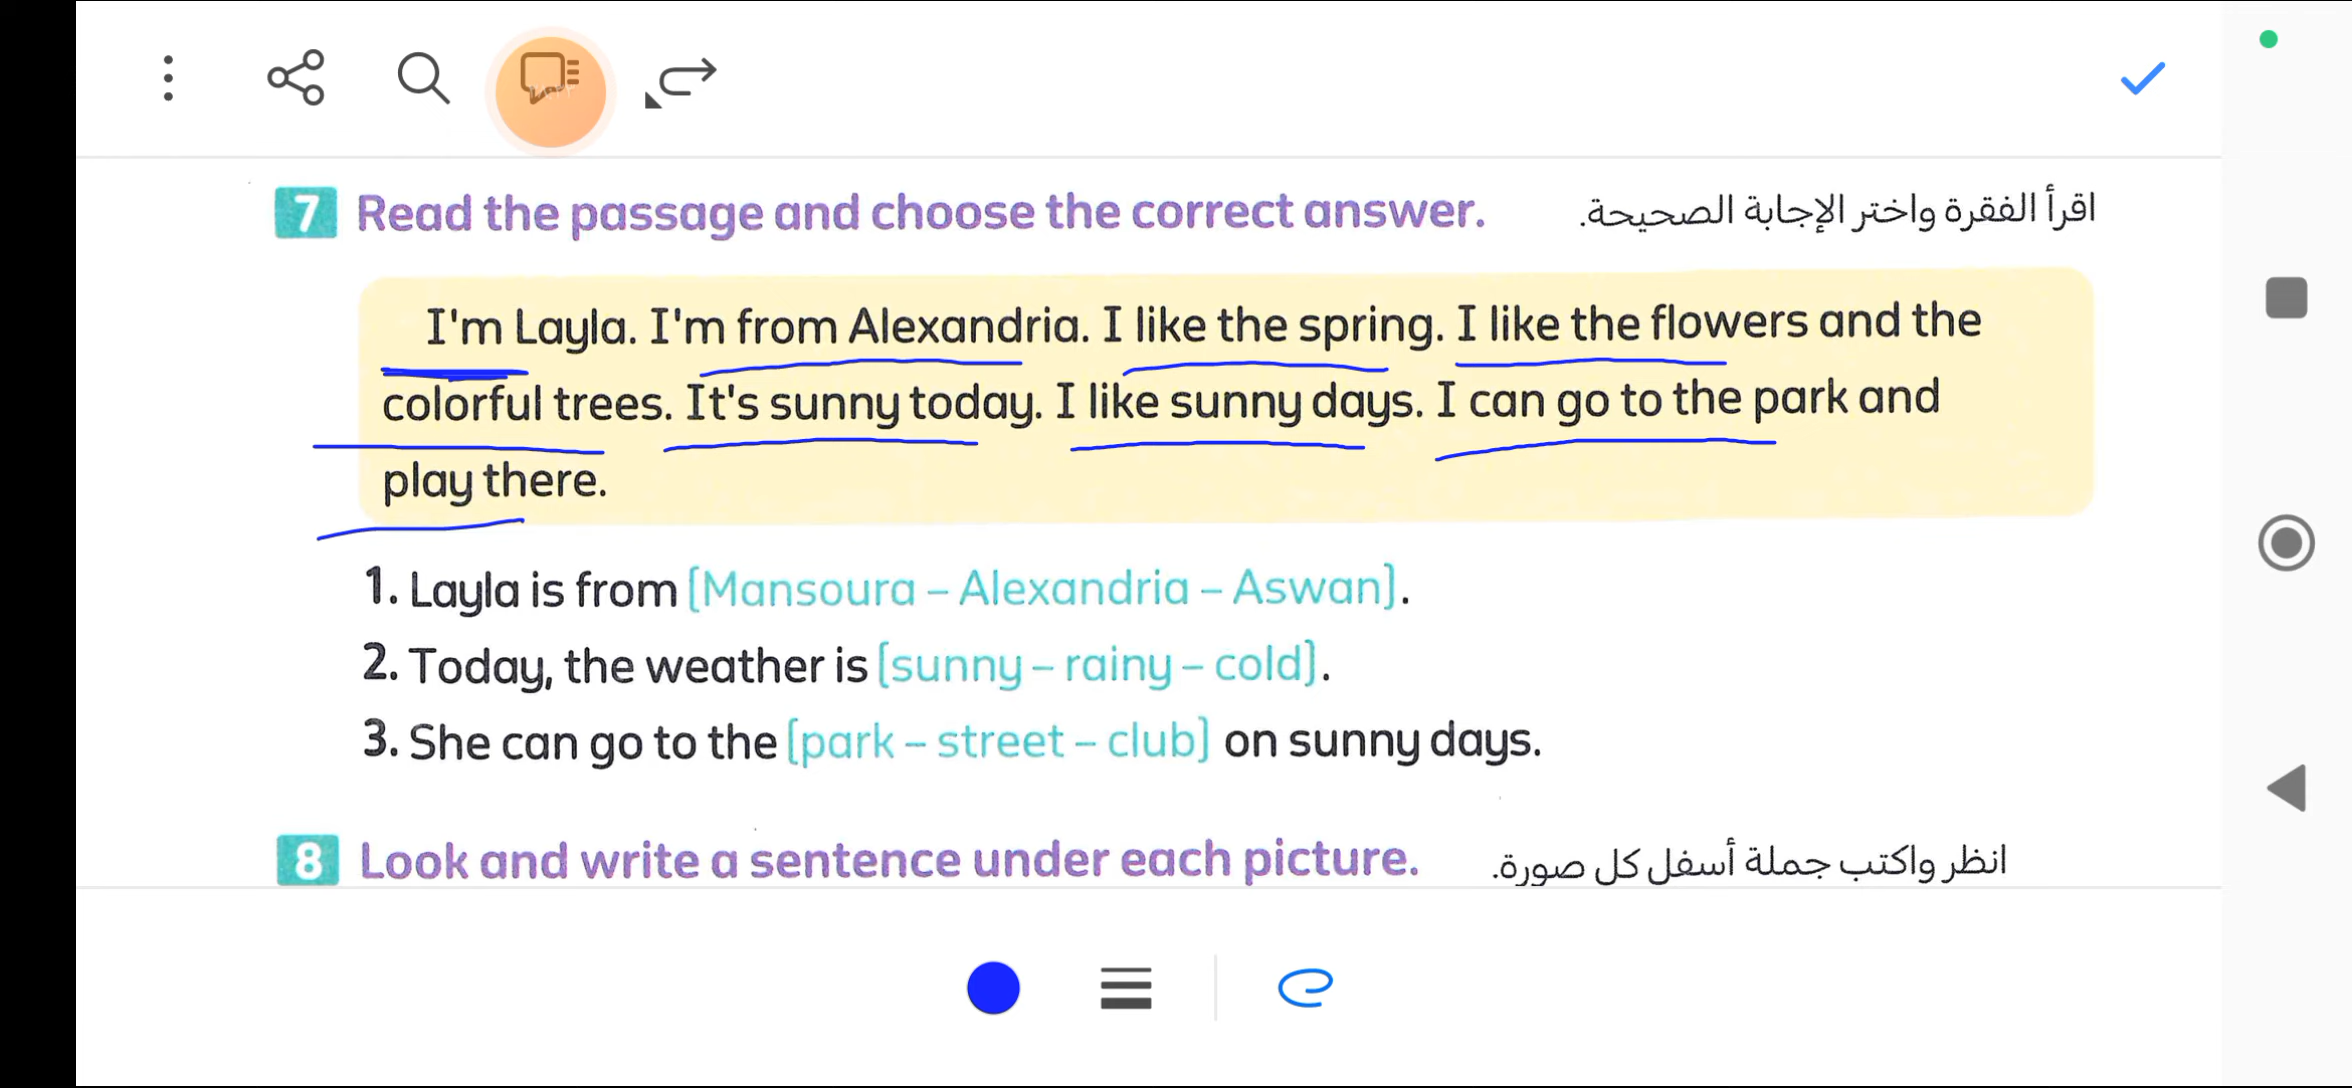 7 Read the passage and choose the correct answer. اقرأ الفقرة واختر الإجابة الصحيحة.
I'm Layla. I'm from Alexandria. I like the spring. I like the flowers and the
colorful trees. It's sunny today. I like sunny days. I can go to the park and
play there.
1. Layla is from [Mansoura – Alexandria – Aswan].
2. Today, the weather is [sunny – rainy – cold].
3. She can go to the [park – street – club] on sunny days.
8 Look and write a sentence under each picture. انظر واكتب جملة أسفل كل صورة.